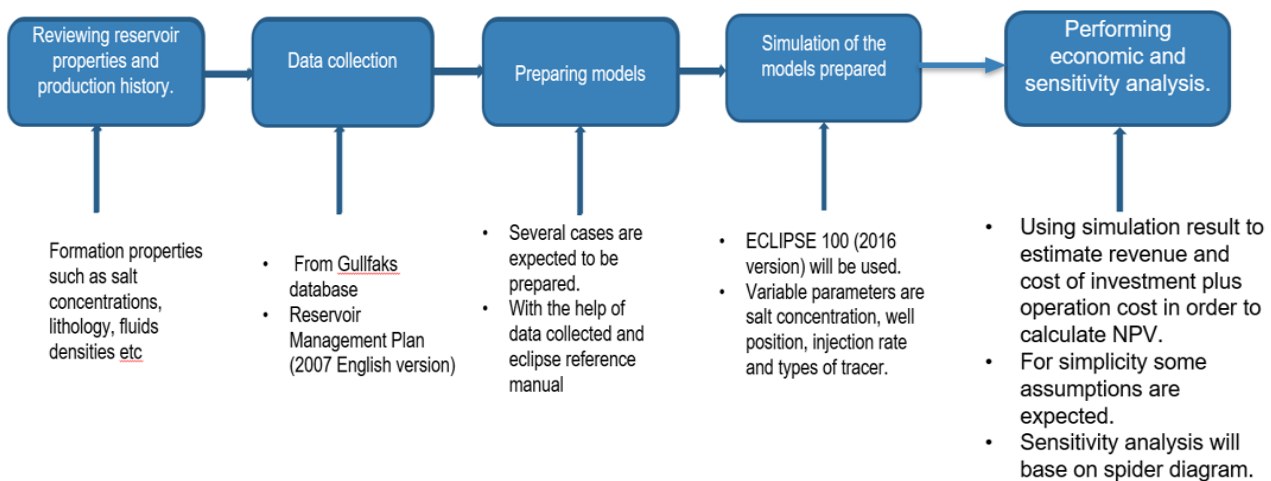 Reviewing reservoir
properties and
production history.
Data collection
Preparing models
Simulation of the
models prepared
Performing
economic and
sensitivity analysis.
Formation properties
such as salt
concentrations,
lithology, fluids
densities etc
• From Gullfaks
database
• Reservoir
Management Plan
(2007 English version)
• Several cases are
expected to be
prepared.
• With the help of
data collected and
eclipse reference
manual
• ECLIPSE 100 (2016
version) will be used.
• Variable parameters are
salt concentration, well
position, injection rate
and types of tracer.
• Using simulation result to
estimate revenue and
cost of investment plus
operation cost in order to
calculate NPV.
• For simplicity some
assumptions are
expected.
• Sensitivity analysis will
base on spider diagram.